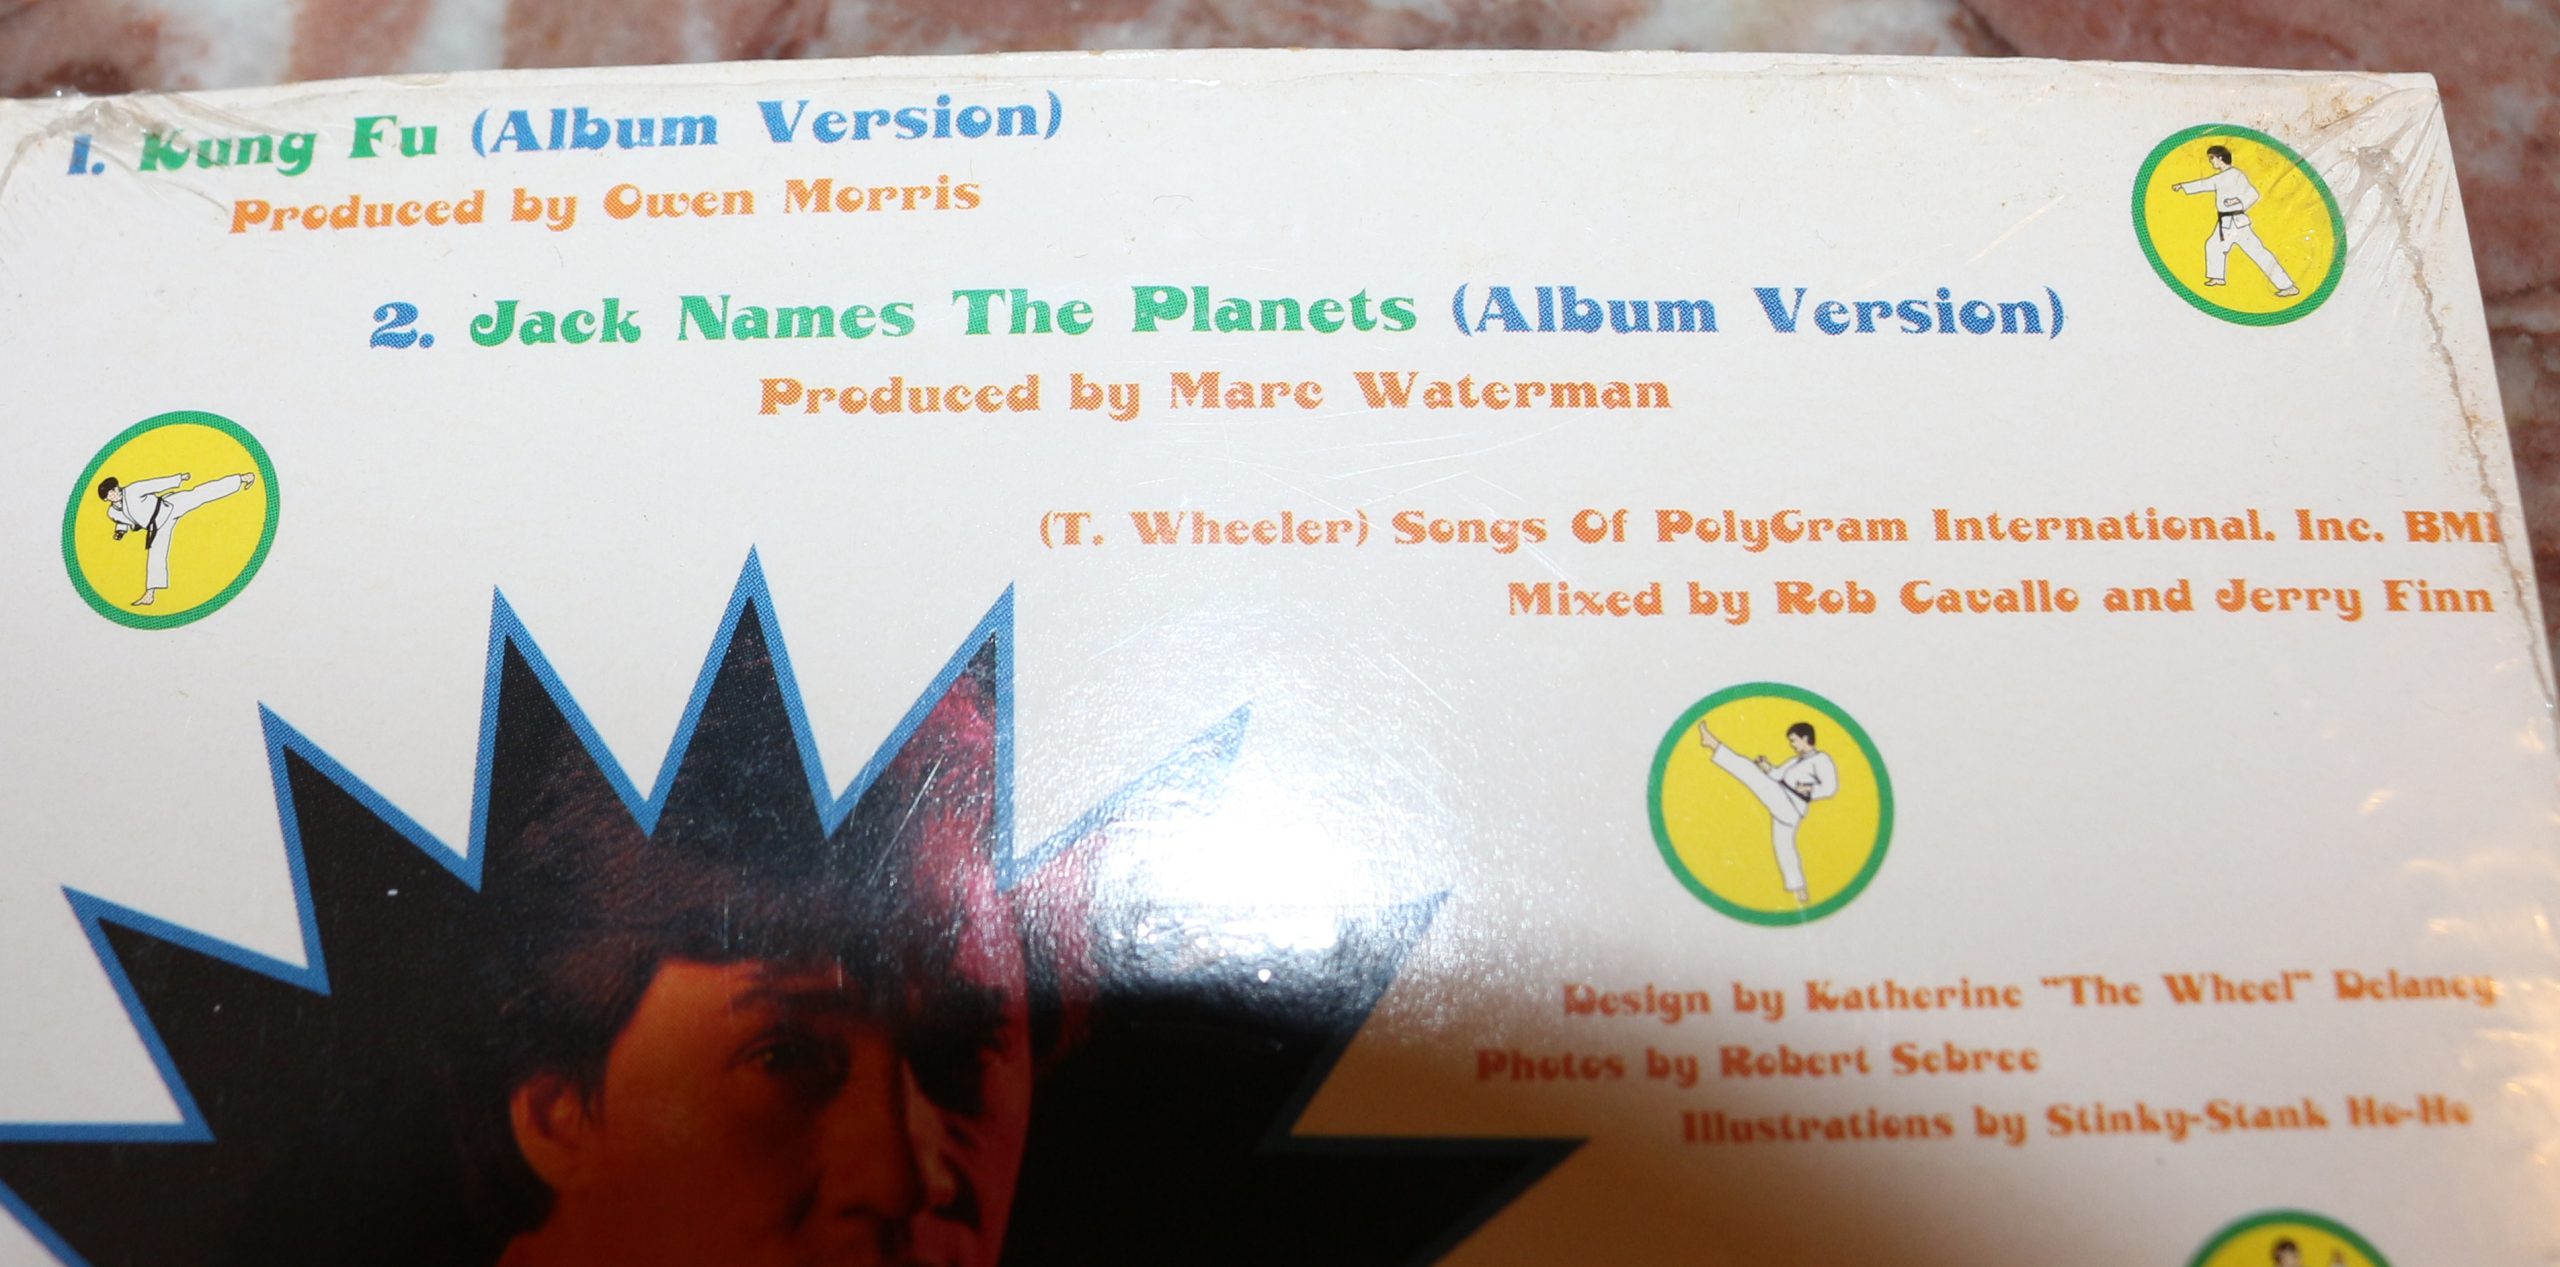 1. Kung Fu (Album Version)
Produced by Owen Morris
2. Jack Names The Planets (Album Version)
Produced by Marc Waterman
(T. Wheeler) Songs Of PolyGram International. Inc. BMI
Mixed by Rob Cavallo and Jerry Finn
Design by Katherine "The Wheel" Delaney
Photos by Robert Sebree
Illustrations by Stinky-Stank Ho-Ho